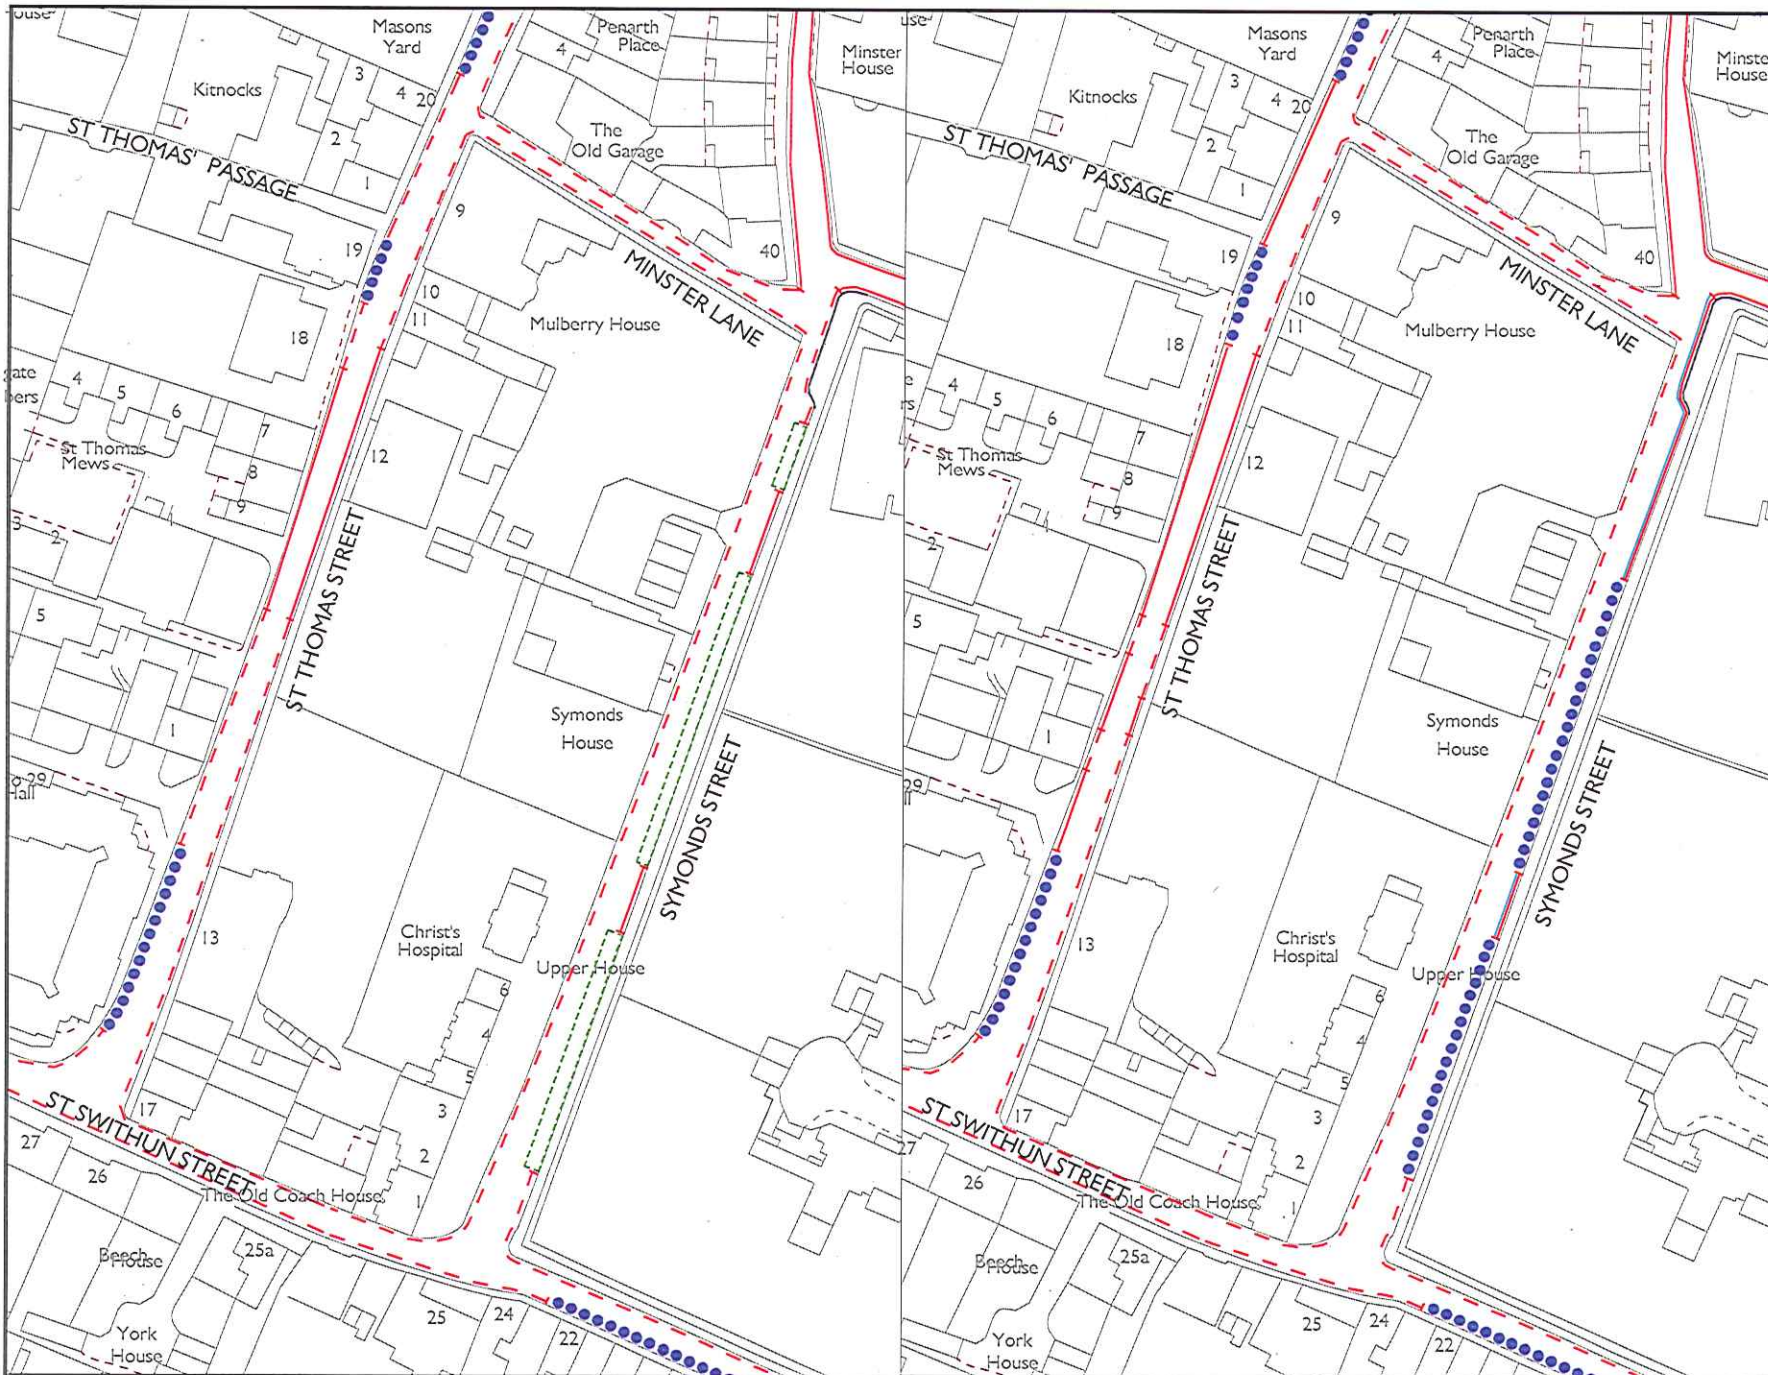 Masons
Yard
Penarth
Place
4
Minster
House
3
4
20
Kitnocks
2
The
Old Garage
ST THOMAS' PASSAGE
1
9
19
40
MINSTER LANE
10
11
Mulberry House
18
4
5
6
7
12
St Thomas
Mews
8
9
3
2
ST THOMAS STREET
5
Symonds
House
1
SYMONDS STREET
13
Christ's
Hospital
Upper House
6
4
5
3
17
ST SWITHUN STREET
27
2
26
The Old Coach House
1
25a
Beech
House
25
24
22
York
House
Masons
Yard
Penarth
Place
4
Minste
House
3
4
20
Kitnocks
2
The
Old Garage
ST THOMAS' PASSAGE
1
9
19
40
MINSTER LANE
10
11
Mulberry House
18
4
5
6
7
12
St Thomas
Mews
8
9
2
ST THOMAS STREET
5
Symonds
House
1
SYMONDS STREET
29
13
Christ's
Hospital
Upper House
6
4
5
3
17
ST SWITHUN STREET
27
2
26
The Old Coach House
1
25a
Beech
House
25
24
22
York
House